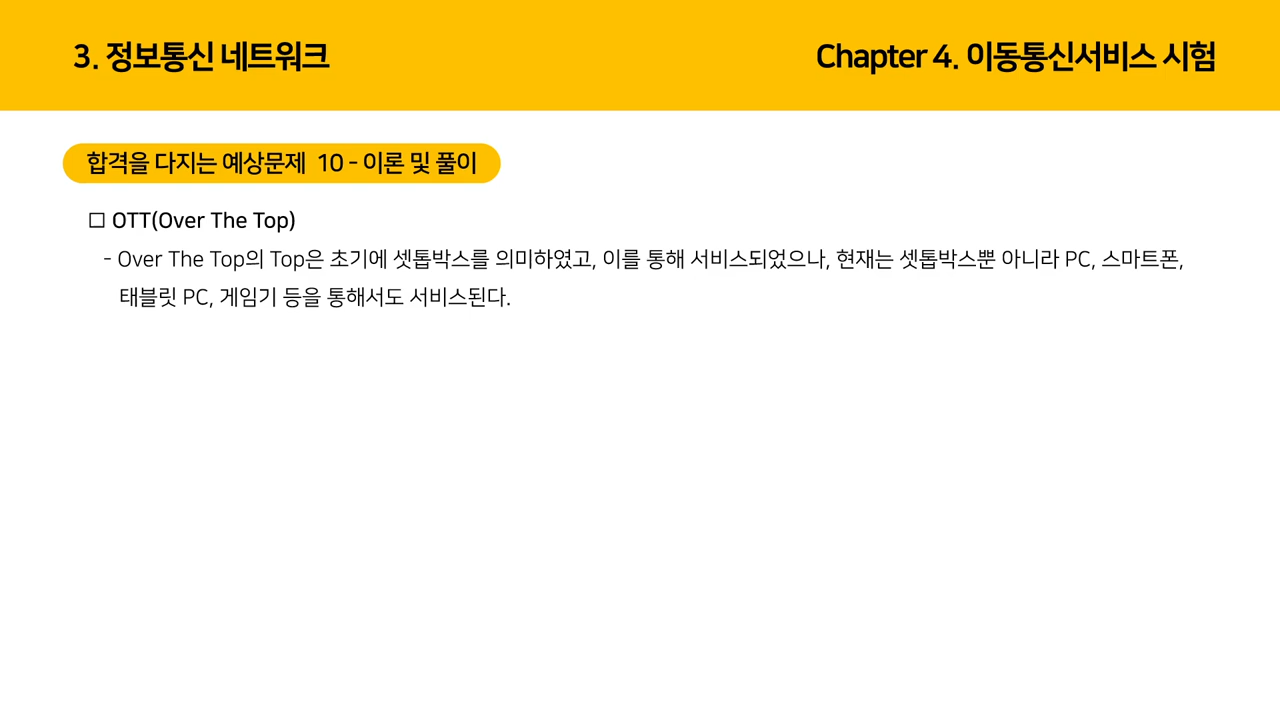 3. 정보통신 네트워크
Chapter 4. 이동통신서비스 시험
합격을 다지는 예상문제 10 - 이론 및 풀이
□ OTT(Over The Top)
- Over The Top의 Top은 초기에 셋톱박스를 의미하였고, 이를 통해 서비스되었으나, 현재는 셋톱박스뿐 아니라 PC, 스마트폰,
태블릿 PC, 게임기 등을 통해서도 서비스된다.